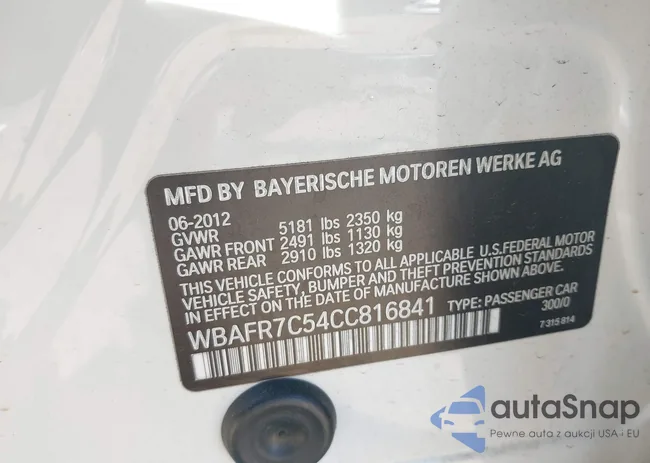 MFD BY BAYERISCHE MOTOREN WERKE AG
06-2012
GVWR 5181 lbs 2350 kg
GAWR FRONT 2491 lbs 1130 kg
GAWR REAR 2910 lbs 1320 kg
THIS VEHICLE CONFORMS TO ALL APPLICABLE U.S.FEDERAL MOTOR
VEHICLE SAFETY, BUMPER AND THEFT PREVENTION STANDARDS
IN EFFECT ON THE DATE OF MANUFACTURE SHOWN ABOVE.
WBAFR7C54CC816841 TYPE: PASSENGER CAR
300/0
7 315 814
autoSnap
Pewne auta z aukcji USA i EU